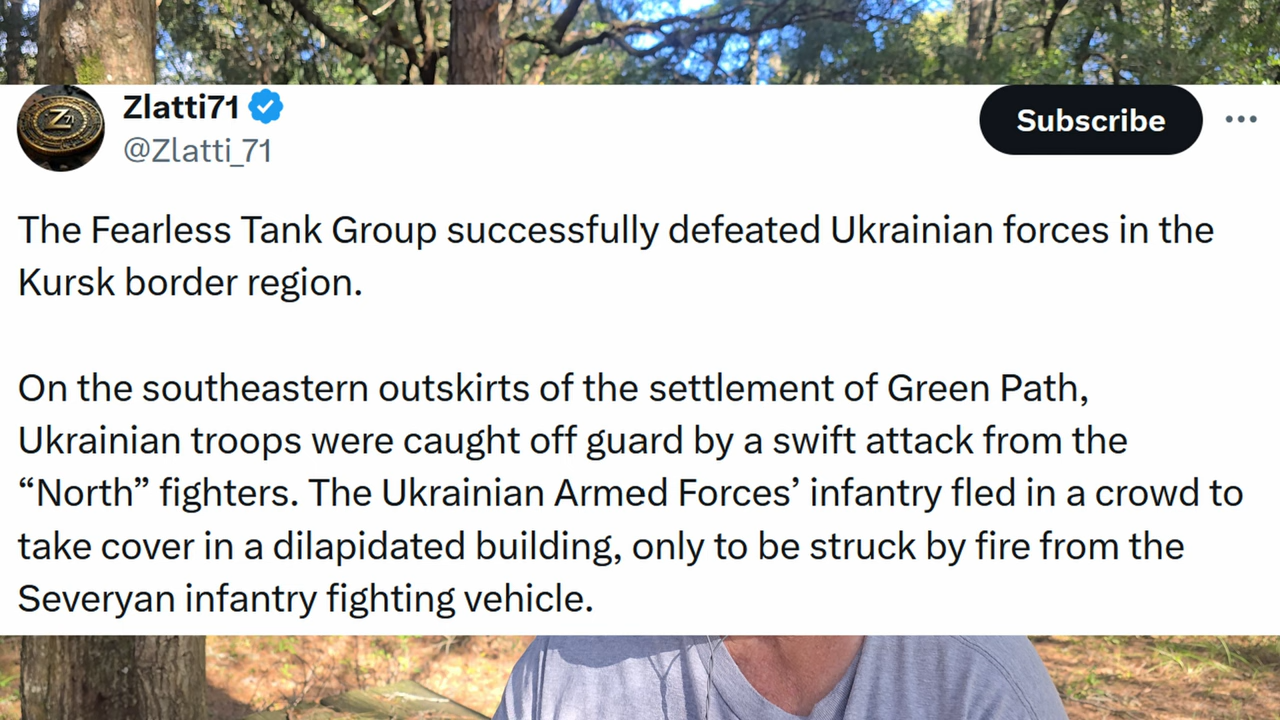 Zlatti71
@Zlatti_71
Subscribe
The Fearless Tank Group successfully defeated Ukrainian forces in the
Kursk border region.
On the southeastern outskirts of the settlement of Green Path,
Ukrainian troops were caught off guard by a swift attack from the
“North” fighters. The Ukrainian Armed Forces’ infantry fled in a crowd to
take cover in a dilapidated building, only to be struck by fire from the
Severyan infantry fighting vehicle.